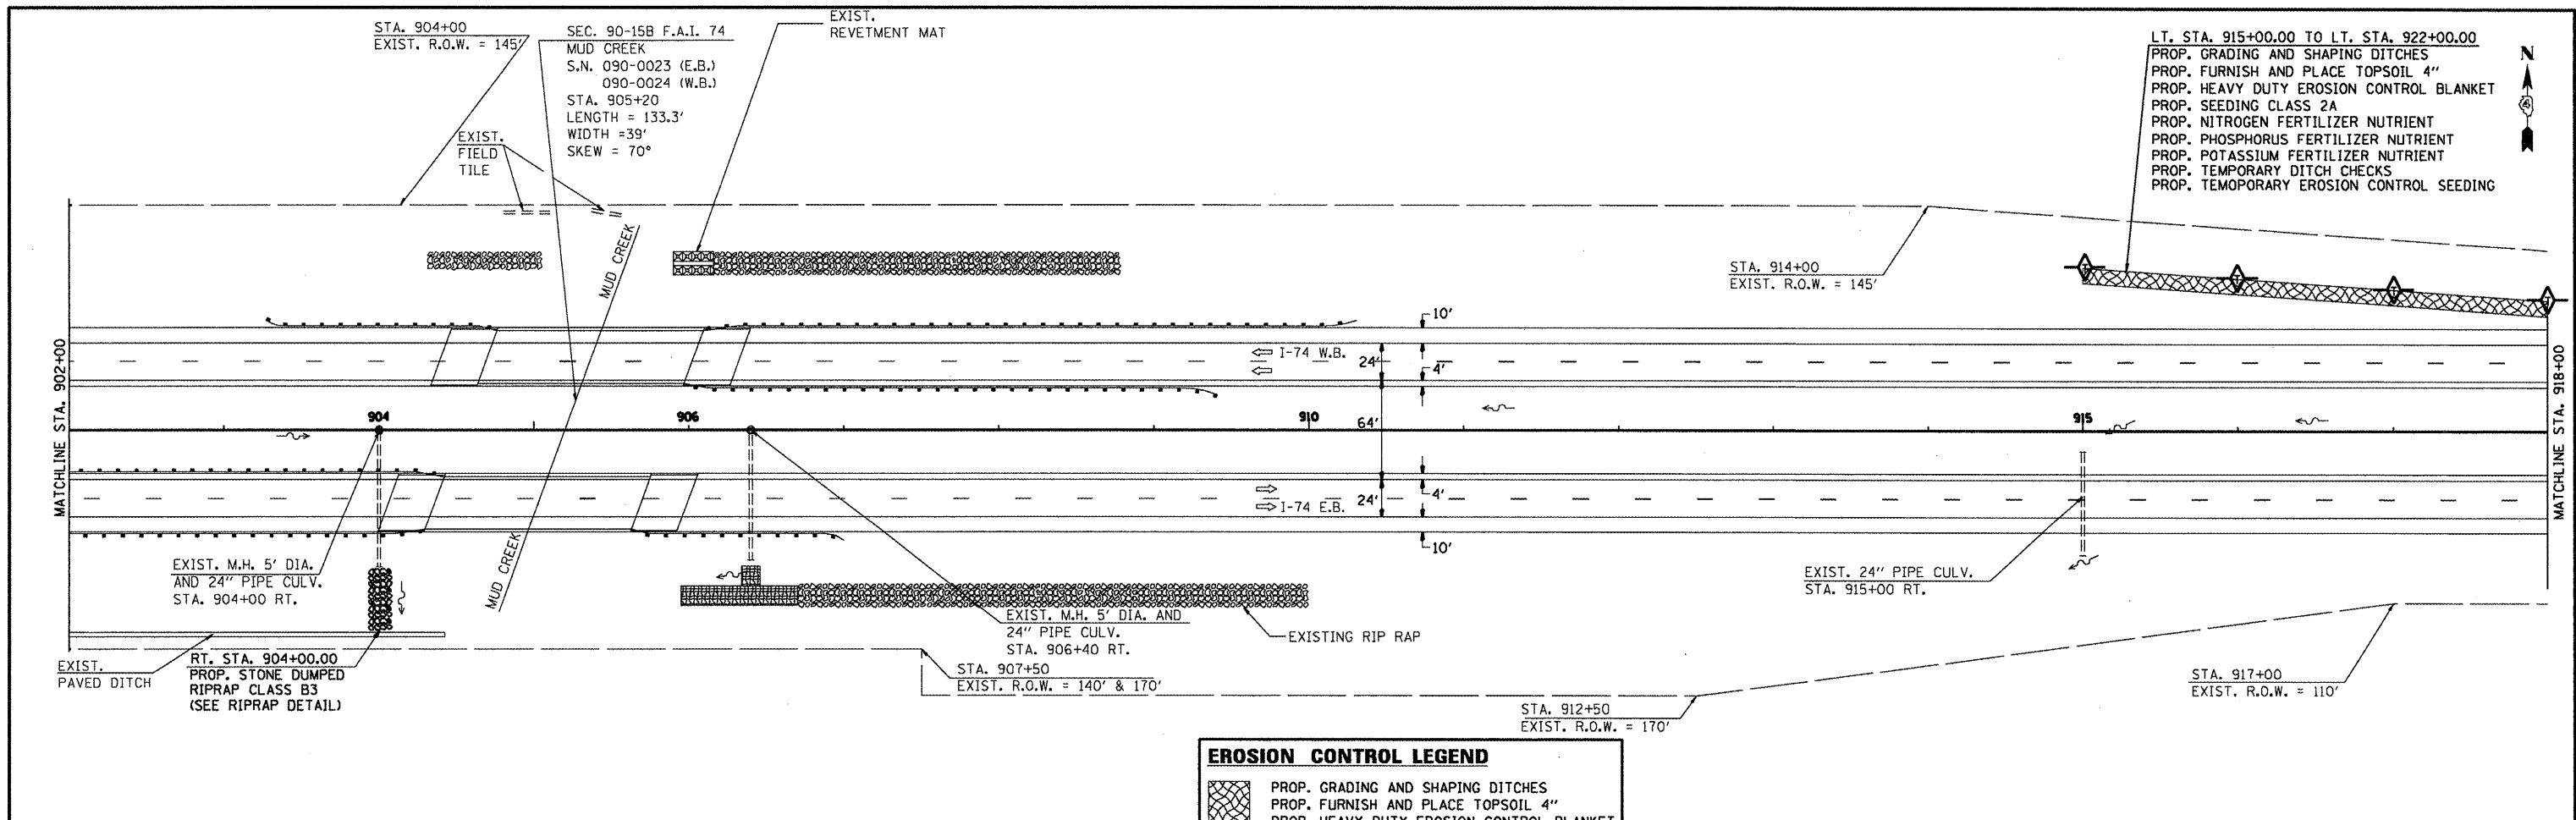 STA. 904+00
EXIST. R.O.W. = 145'
SEC. 90-15B F.A.I. 74
MUD CREEK
S.N. 090-0023 (E.B.)
090-0024 (W.B.)
STA. 905+20
LENGTH = 133.3'
WIDTH =39'
SKEW = 70°
EXIST.
REVETMENT MAT
EXIST.
FIELD
TILE
LT. STA. 915+00.00 TO LT. STA. 922+00.00
PROP. GRADING AND SHAPING DITCHES
PROP. FURNISH AND PLACE TOPSOIL 4"
PROP. HEAVY DUTY EROSION CONTROL BLANKET
PROP. SEEDING CLASS 2A
PROP. NITROGEN FERTILIZER NUTRIENT
PROP. PHOSPHORUS FERTILIZER NUTRIENT
PROP. POTASSIUM FERTILIZER NUTRIENT
PROP. TEMPORARY DITCH CHECKS
PROP. TEMOPORARY EROSION CONTROL SEEDING
N
MUD CREEK
STA. 914+00
EXIST. R.O.W. = 145'
T
T
T
T
10'
I-74 W.B.
24'
4'
MATCHLINE STA. 902+00
904
906
910
64'
915
MATCHLINE STA. 918+00
4'
24'
I-74 E.B.
10'
MUD CREEK
EXIST. M.H. 5' DIA.
AND 24" PIPE CULV.
STA. 904+00 RT.
EXIST. 24" PIPE CULV.
STA. 915+00 RT.
EXIST. M.H. 5' DIA. AND
24" PIPE CULV.
STA. 906+40 RT.
EXISTING RIP RAP
EXIST.
PAVED DITCH
RT. STA. 904+00.00
PROP. STONE DUMPED
RIPRAP CLASS B3
(SEE RIPRAP DETAIL)
STA. 907+50
EXIST. R.O.W. = 140' & 170'
STA. 917+00
EXIST. R.O.W. = 110'
STA. 912+50
EXIST. R.O.W. = 170'
EROSION CONTROL LEGEND
PROP. GRADING AND SHAPING DITCHES
PROP. FURNISH AND PLACE TOPSOIL 4"
PROP. HEAVY DUTY EROSION CONTROL BLANKET